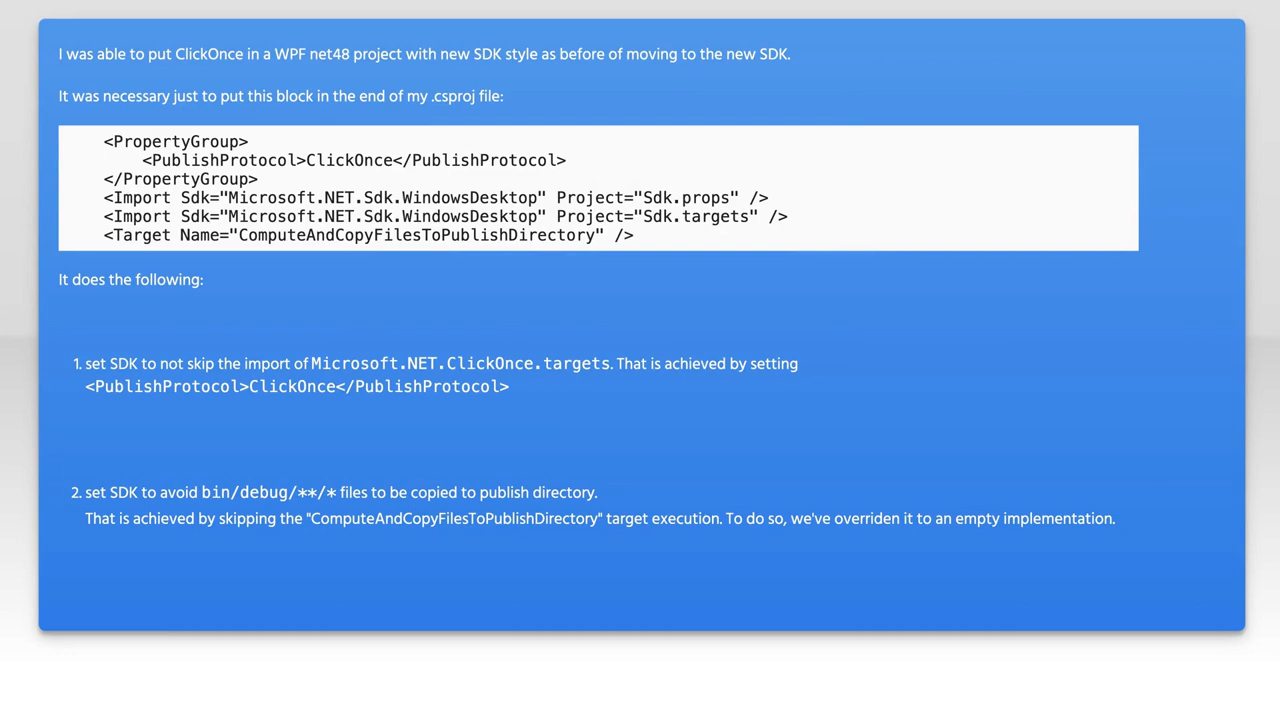 I was able to put ClickOnce in a WPF net48 project with new SDK style as before of moving to the new SDK.
It was necessary just to put this block in the end of my .csproj file:
<PropertyGroup>
<PublishProtocol>ClickOnce</PublishProtocol>
</PropertyGroup>
<Import Sdk="Microsoft.NET.Sdk.WindowsDesktop" Project="Sdk.props" />
<Import Sdk="Microsoft.NET.Sdk.WindowsDesktop" Project="Sdk.targets" />
<Target Name="ComputeAndCopyFilesToPublishDirectory" />
It does the following:
1. set SDK to not skip the import of Microsoft.NET.ClickOnce.targets. That is achieved by setting
<PublishProtocol>ClickOnce</PublishProtocol>
2. set SDK to avoid bin/debug/**/* files to be copied to publish directory.
That is achieved by skipping the "ComputeAndCopyFilesToPublishDirectory" target execution. To do so, we've overriden it to an empty implementation.